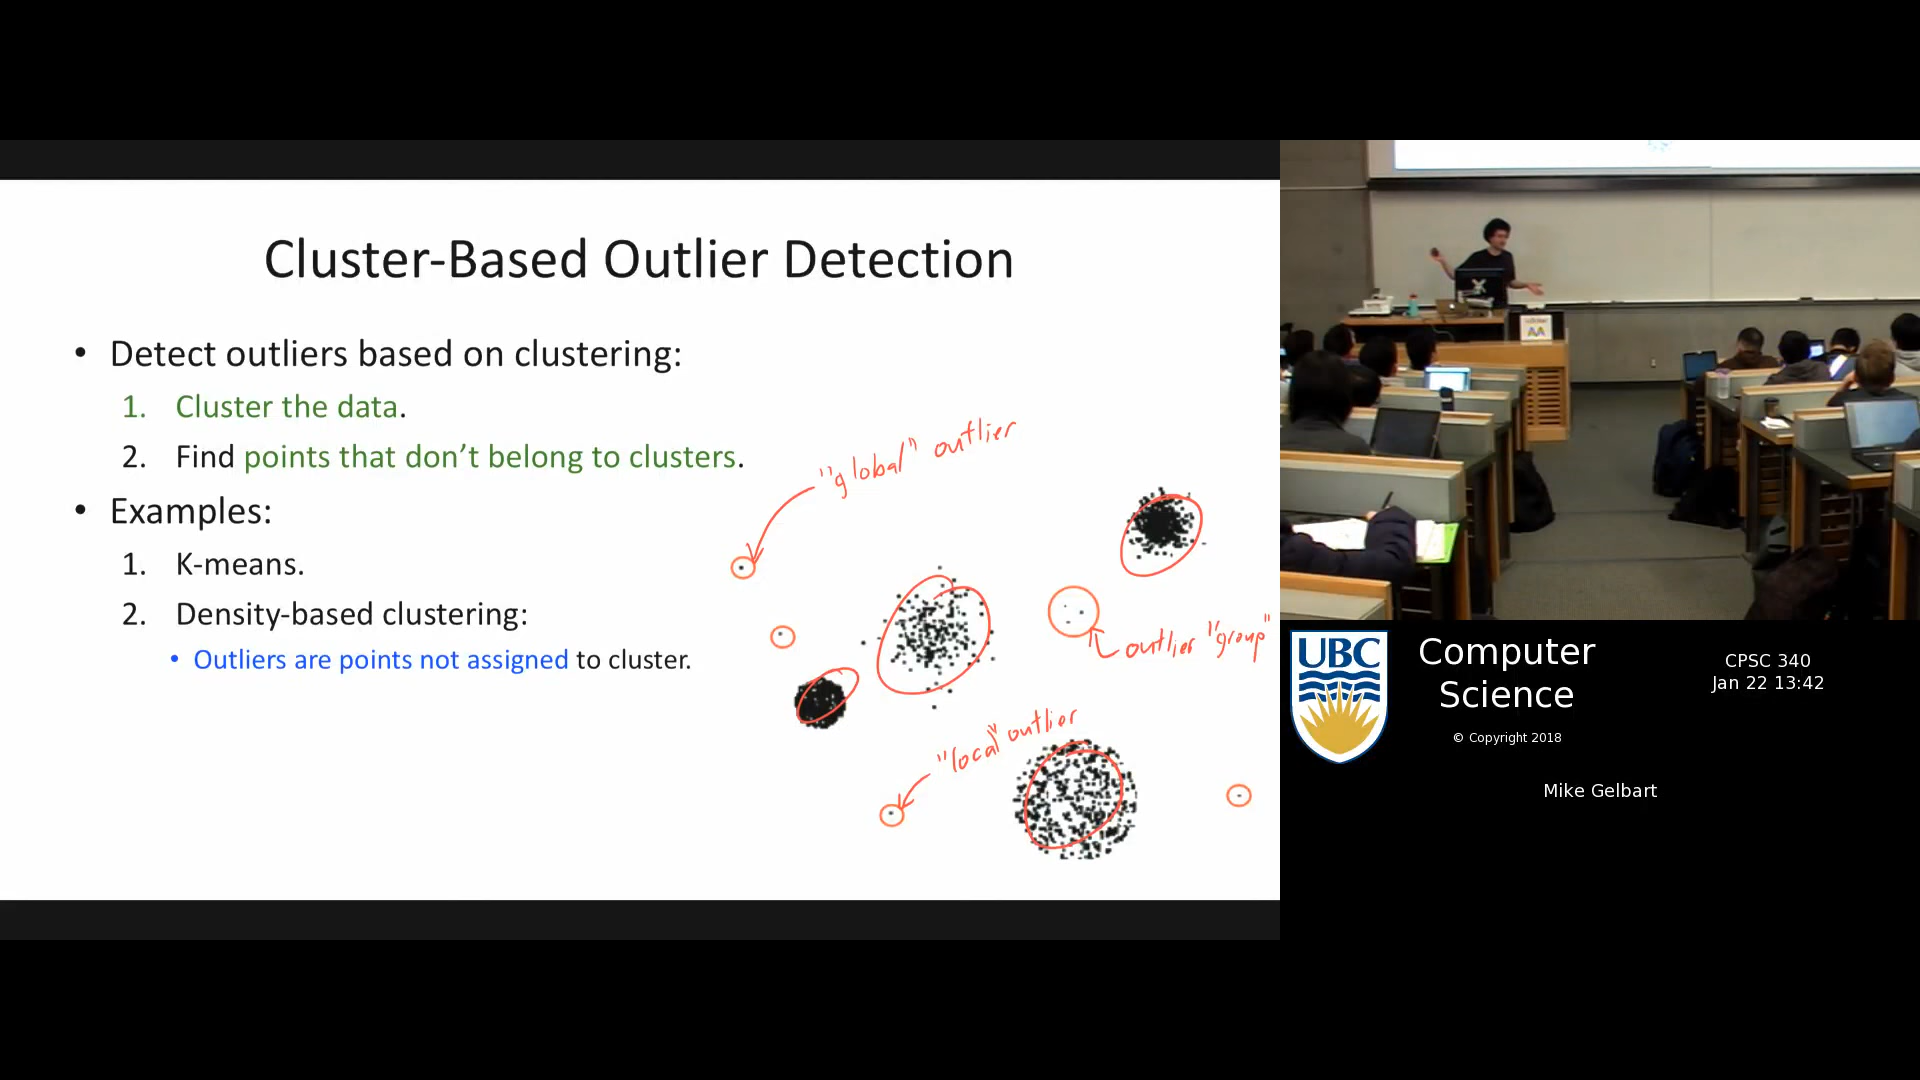 Cluster-Based Outlier Detection
• Detect outliers based on clustering:
1. Cluster the data.
2. Find points that don’t belong to clusters.
• Examples:
1. K-means.
2. Density-based clustering:
• Outliers are points not assigned to cluster.
"global" outlier
outlier "group"
"local" outlier
UBC
Computer
Science
© Copyright 2018
CPSC 340
Jan 22 13:42
Mike Gelbart